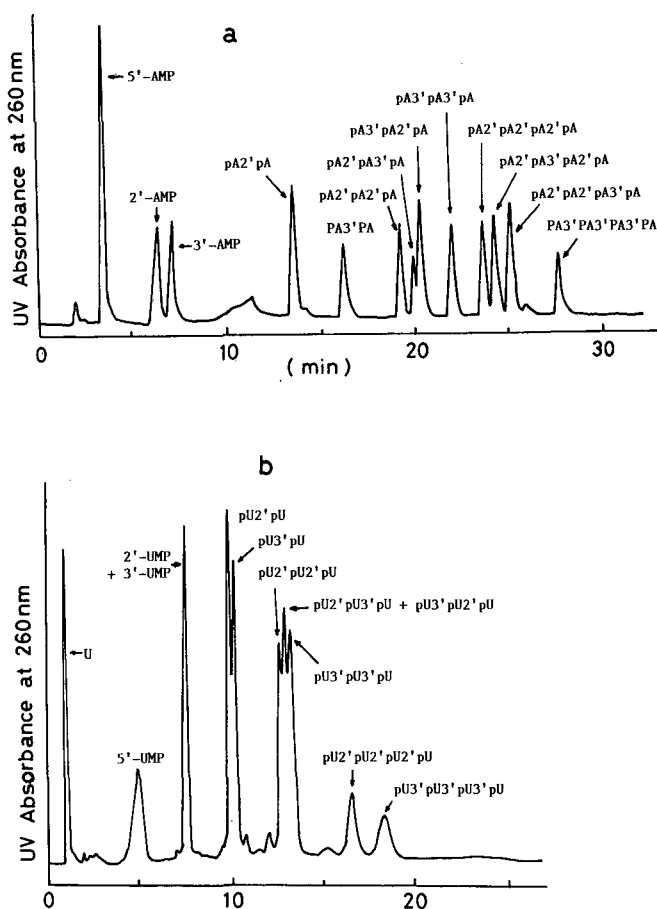 a
UV Absorbance at 260nm
5'-AMP
2'-AMP
3'-AMP
pA2'pA
PA3'PA
pA2'pA2'pA
pA2'pA3'pA
pA3'pA2'pA
pA3'pA3'pA
pA2'pA2'pA2'pA
pA2'pA3'pA2'pA
pA2'pA2'pA3'pA
PA3'PA3'PA3'PA
0 10 20 30
(min)
b
UV Absorbance at 260nm
U
5'-UMP
2'-UMP
+ 3'-UMP
pU2'pU
pU3'pU
pU2'pU2'pU
pU2'pU3'pU + pU3'pU2'pU
pU3'pU3'pU
pU2'pU2'pU2'pU
pU3'pU3'pU3'pU
0 10 20